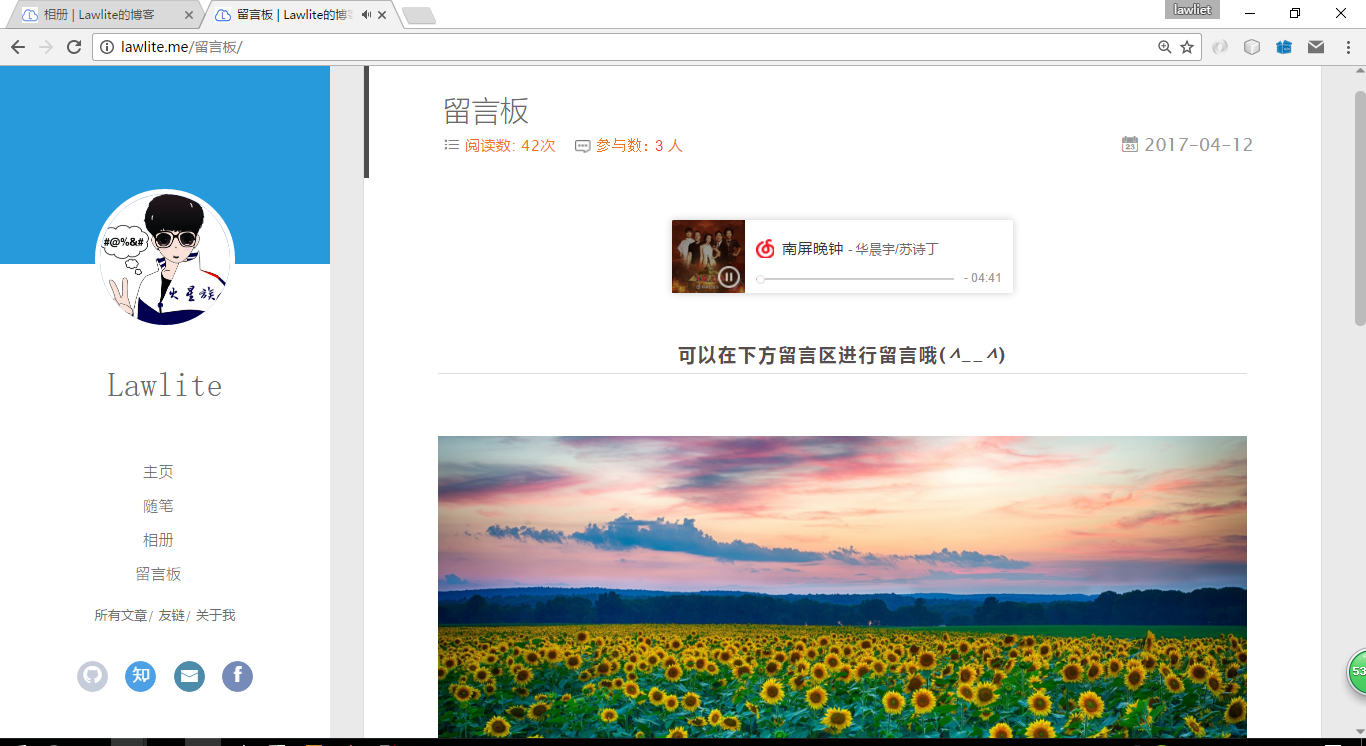 相册 | Lawliet的博客
留言板 | Lawliet的博
lawliet
lawlite.me/留言板/
#@%&#
火星族
Lawlite
主页
随笔
相册
留言板
所有文章/ 友链/ 关于我
知
f
留言板
阅读数: 42次 参与数: 3 人
23 2017-04-12
南屏晚钟 - 华晨宇/苏诗丁
- 04:41
可以在下方留言区进行留言哦(^__^)
53